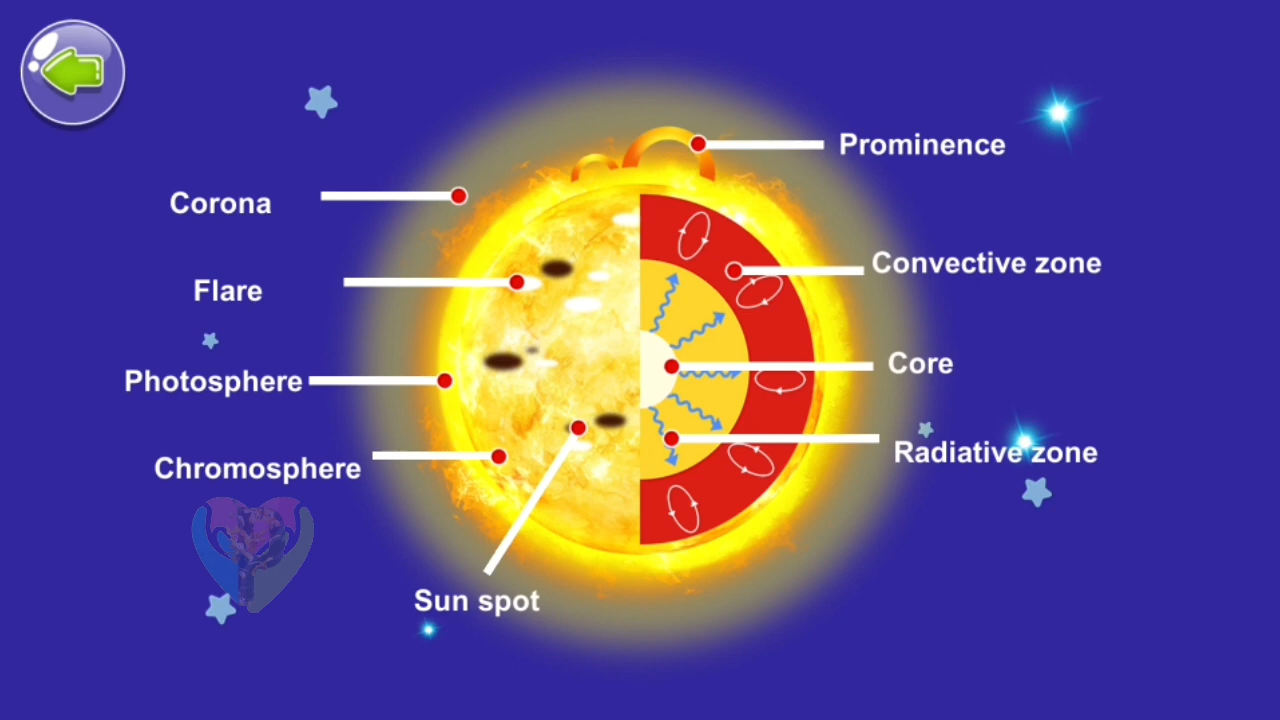 Prominence
Corona
Convective zone
Flare
Core
Photosphere
Radiative zone
Chromosphere
Sun spot